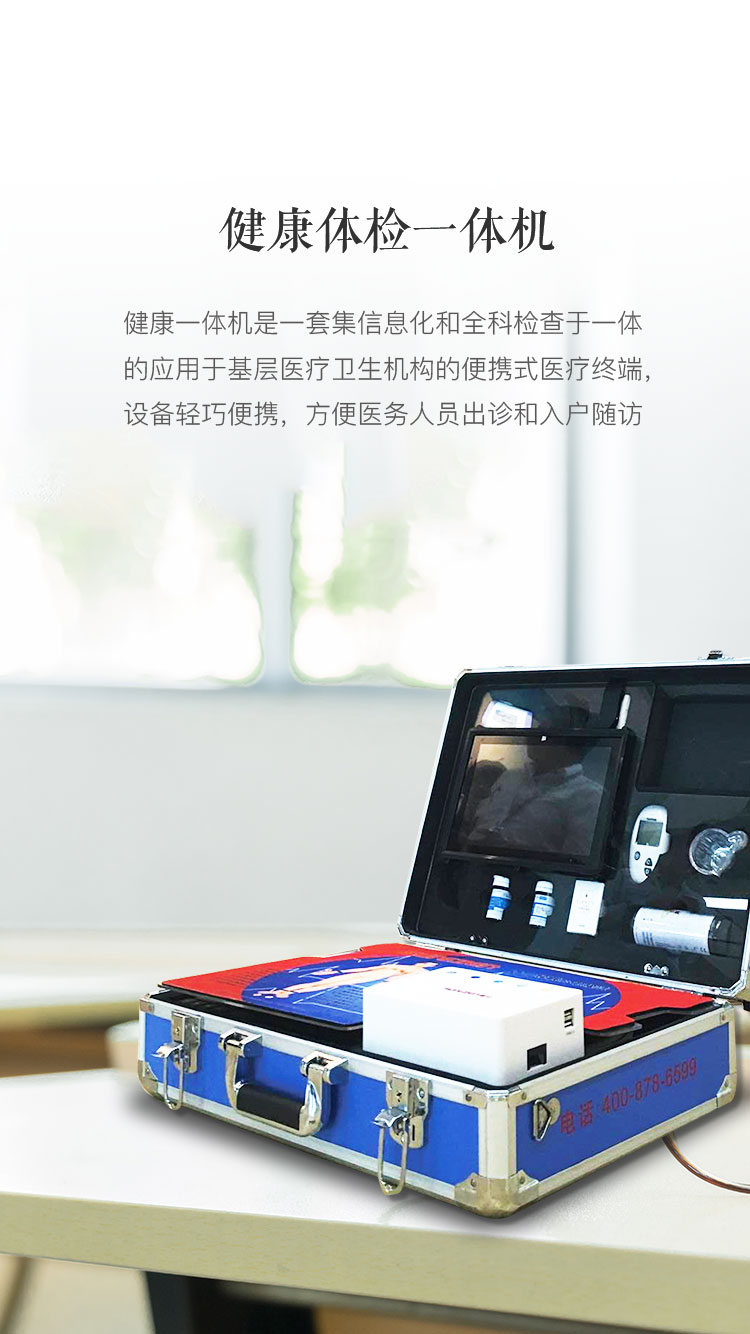 健康体检一体机
健康一体机是一套集信息化和全科检查于一体
的应用于基层医疗卫生机构的便携式医疗终端，
设备轻巧便携，方便医务人员出诊和入户随访
电话:400-878-6599